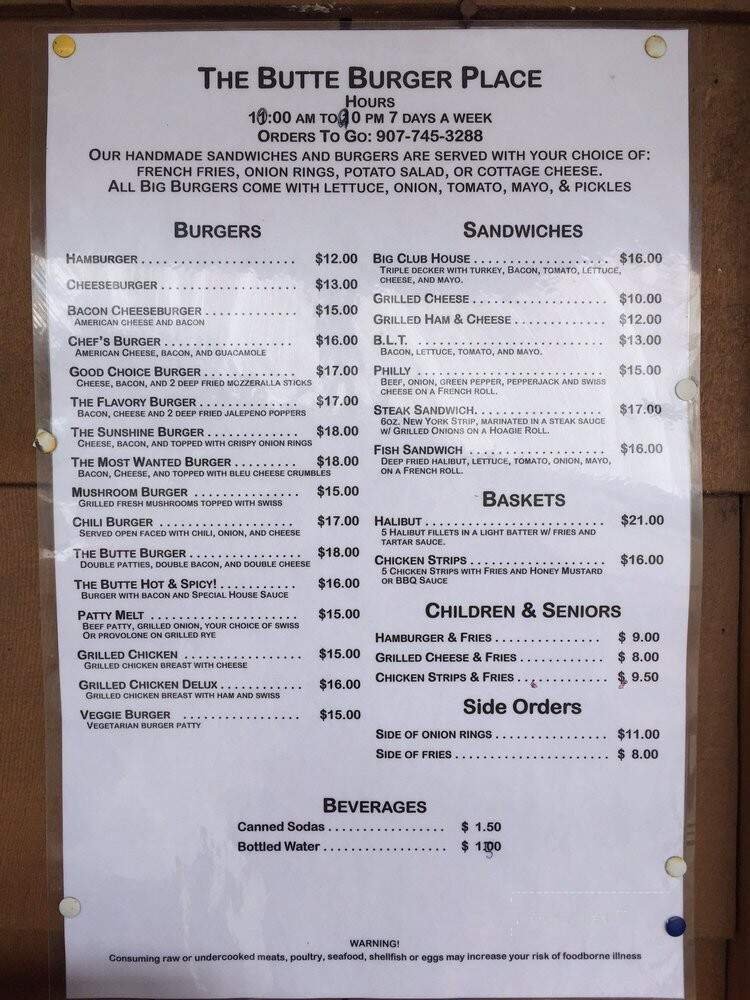 The Butte Burger Place
Hours
:00 am to 0 pm 7 days a week
Orders To Go: 907-745-3288
Our handmade sandwiches and burgers are served with your choice of:
french fries, onion rings, potato salad, or cottage cheese.
All Big Burgers come with lettuce, onion, tomato, mayo, & pickles
Burgers
Hamburger .................... $12.00
Cheeseburger .................. $13.00
Bacon Cheeseburger ............. $15.00
American cheese and bacon
Chef's Burger .................. $16.00
American Cheese, bacon, and guacamole
Good Choice Burger ............. $17.00
Cheese, bacon, and 2 deep fried mozzeralla sticks
The Flavory Burger .............. $17.00
Bacon, cheese and 2 deep fried jalepeno poppers
The Sunshine Burger ............ $18.00
Cheese, bacon, and topped with crispy onion rings
The Most Wanted Burger ......... $18.00
Bacon, Cheese, and topped with bleu cheese crumbles
Mushroom Burger .............. $15.00
Grilled fresh mushrooms topped with swiss
Chili Burger .................. $17.00
Served open faced with chili, onion, and cheese
The Butte Burger ............... $18.00
Double patties, double bacon, and double cheese
The Butte Hot & Spicy! ........... $16.00
Burger with bacon and Special House Sauce
Patty Melt .................... $15.00
Beef patty, grilled onion, your choice of swiss
Or provolone on grilled rye
Grilled Chicken ................ $15.00
Grilled chicken breast with cheese
Grilled Chicken Delux ........... $16.00
Grilled chicken breast with ham and swiss
Veggie Burger ................ $15.00
Vegetarian burger patty
Sandwiches
Big Club House .................. $16.00
Triple decker with turkey, Bacon, tomato, lettuce,
cheese, and mayo.
Grilled Cheese .................. $10.00
Grilled Ham & Cheese ............ $12.00
B.L.T. ..................... $13.00
Bacon, lettuce, tomato, and mayo.
Philly ......................... $15.00
Beef, onion, green pepper, pepperjack and swiss
cheese on a French roll.
Steak Sandwich. ................. $17.00
6oz. New York Strip, marinated in a steak sauce
w/ Grilled Onions on a Hoagie Roll.
Fish Sandwich .................. $16.00
Deep fried halibut, lettuce, tomato, onion, mayo,
on a French roll.
Baskets
Halibut ........................ $21.00
5 Halibut fillets in a light batter w/ fries and
tartar sauce.
Chicken Strips .................. $16.00
5 Chicken Strips with Fries and Honey Mustard
or BBQ Sauce
Children & Seniors
Hamburger & Fries .............. $ 9.00
Grilled Cheese & Fries ........... $ 8.00
Chicken Strips & Fries ............ $ 9.50
Side Orders
Side of onion rings ............... $11.00
Side of fries ..................... $ 8.00
Beverages
Canned Sodas ................. $ 1.50
Bottled Water .................. $ 1.
WARNING!
Consuming raw or undercooked meats, poultry, seafood, shellfish or eggs may increase your risk of foodborne illness